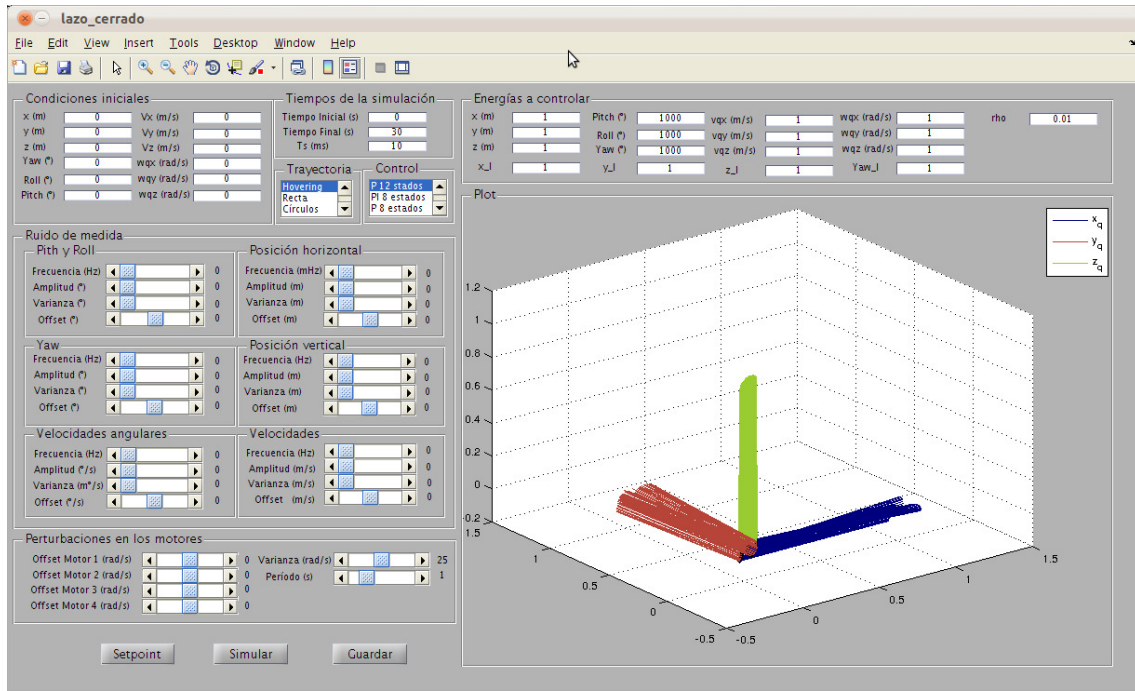 lazo_cerrado
File Edit View Insert Tools Desktop Window Help
Condiciones iniciales
x (m) 0 Vx (m/s) 0
y (m) 0 Vy (m/s) 0
z (m) 0 Vz (m/s) 0
Yaw (º) 0 wqx (rad/s) 0
Roll (º) 0 wqy (rad/s) 0
Pitch (º) 0 wqz (rad/s) 0
Tiempos de la simulación
Tiempo Inicial (s) 0
Tiempo Final (s) 30
Ts (ms) 10
Trayectoria
Hovering
Recta
Círculos
Control
P 12 stados
PI 8 estados
P 8 estados
Energías a controlar
x (m) 1 Pitch (º) 1000 vqx (m/s) 1 wqx (rad/s) 1 rho 0.01
y (m) 1 Roll (º) 1000 vqy (m/s) 1 wqy (rad/s) 1
z (m) 1 Yaw (º) 1000 vqz (m/s) 1 wqz (rad/s) 1
x_I 1 y_I 1 z_I 1 Yaw_I 1
Ruido de medida
Pith y Roll
Frecuencia (Hz) 0
Amplitud (º) 0
Varianza (º) 0
Offset (º) 0
Posición horizontal
Frecuencia (mHz) 0
Amplitud (m) 0
Varianza (m) 0
Offset (m) 0
Yaw
Frecuencia (Hz) 0
Amplitud (º) 0
Varianza (º) 0
Offset (º) 0
Posición vertical
Frecuencia (Hz) 0
Amplitud (m) 0
Varianza (m) 0
Offset (m) 0
Velocidades angulares
Frecuencia (Hz) 0
Amplitud (º/s) 0
Varianza (mº/s) 0
Offset (º/s) 0
Velocidades
Frecuencia (Hz) 0
Amplitud (m/s) 0
Varianza (m/s) 0
Offset (m/s) 0
Perturbaciones en los motores
Offset Motor 1 (rad/s) 0 Varianza (rad/s) 25
Offset Motor 2 (rad/s) 0 Período (s) 1
Offset Motor 3 (rad/s) 0
Offset Motor 4 (rad/s) 0
Setpoint Simular Guardar
Plot
x_q
y_q
z_q
1.2
1
0.8
0.6
0.4
0.2
0
-0.2
1.5
1
0.5
0
-0.5
-0.5
0
0.5
1
1.5